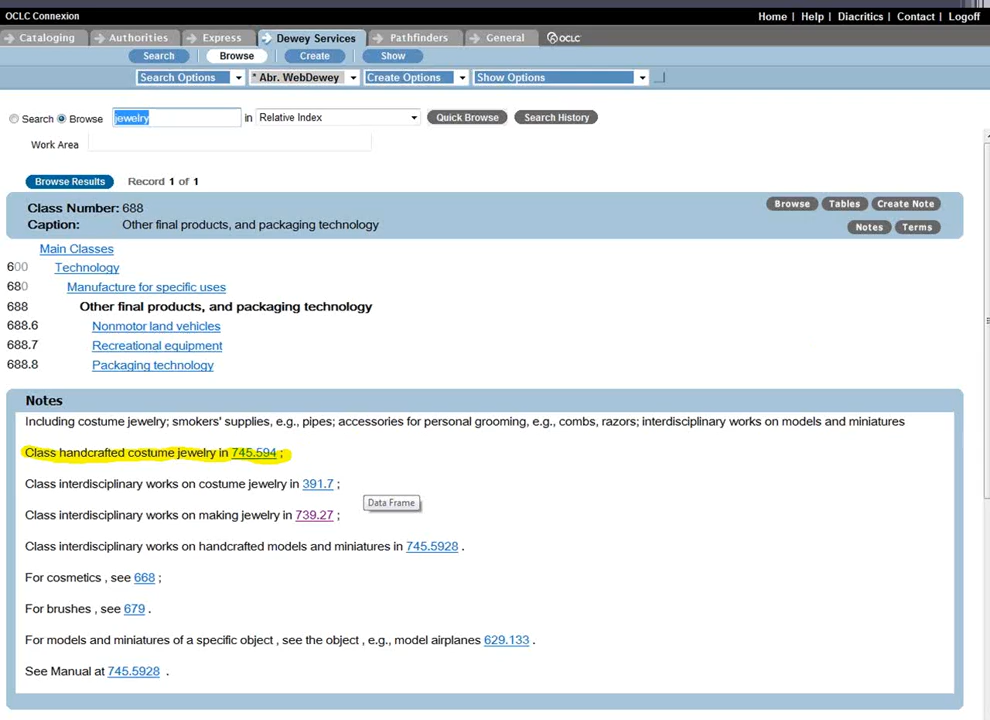 OCLC Connexion
Home | Help | Diacritics | Contact | Logoff
Cataloging Authorities Express Dewey Services Pathfinders General OCLC
Search Browse Create Show
Search Options * Abr. WebDewey Create Options Show Options
Search Browse jewelry in Relative Index Quick Browse Search History
Work Area
Browse Results Record 1 of 1
Class Number: 688 Browse Tables Create Note
Caption: Other final products, and packaging technology Notes Terms
Main Classes
600 Technology
680 Manufacture for specific uses
688 Other final products, and packaging technology
688.6 Nonmotor land vehicles
688.7 Recreational equipment
688.8 Packaging technology
Notes
Including costume jewelry; smokers' supplies, e.g., pipes; accessories for personal grooming, e.g., combs, razors; interdisciplinary works on models and miniatures
Class handcrafted costume jewelry in 745.594 ;
Class interdisciplinary works on costume jewelry in 391.7 ;
Data Frame
Class interdisciplinary works on making jewelry in 739.27 ;
Class interdisciplinary works on handcrafted models and miniatures in 745.5928 .
For cosmetics , see 668 ;
For brushes , see 679 .
For models and miniatures of a specific object , see the object , e.g., model airplanes 629.133 .
See Manual at 745.5928 .